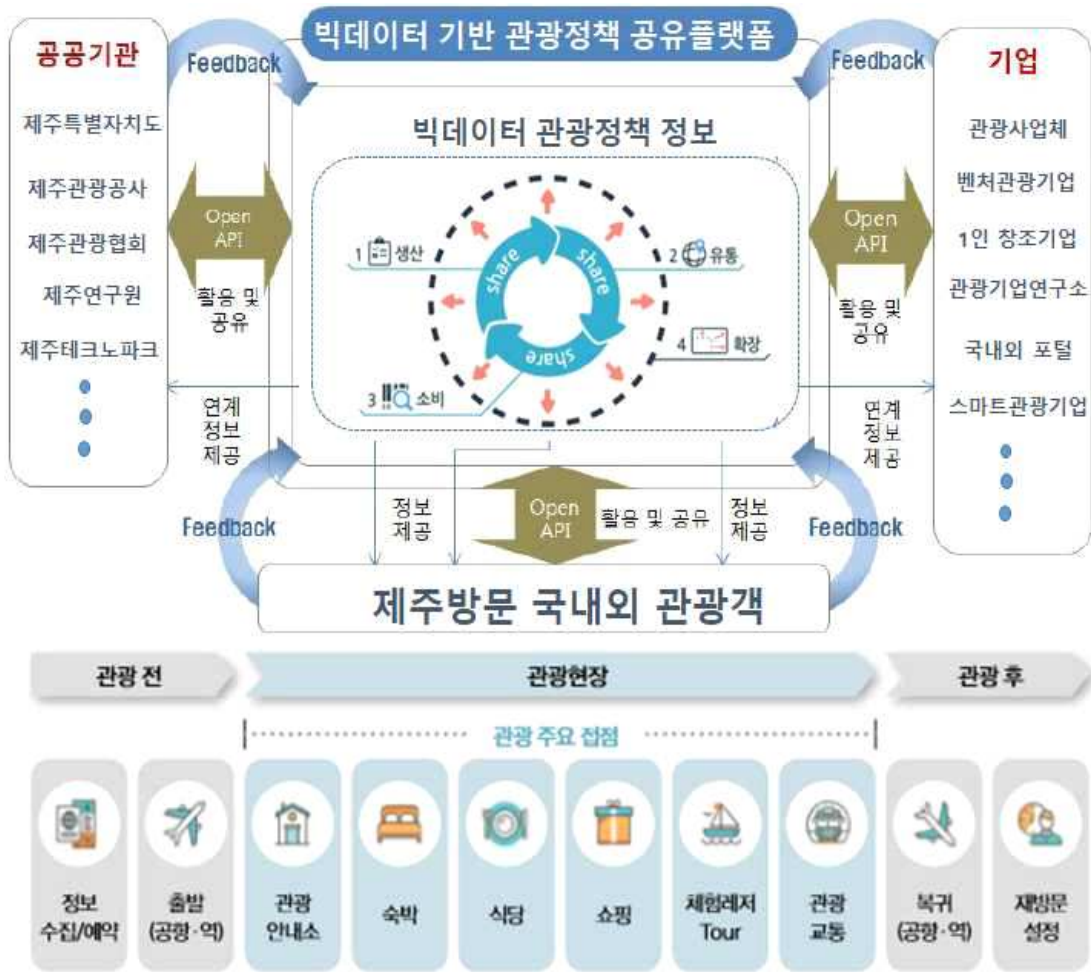 빅데이터 기반 관광정책 공유플랫폼
공공기관
제주특별자치도
제주관광공사
제주관광협회
제주연구원
제주테크노파크
Feedback
Open
API
활용 및
공유
연계
정보
제공
빅데이터 관광정책 정보
1 생산
2 유통
3 소비
4 확장
share
share
share
Feedback
Open
API
활용 및
공유
연계
정보
제공
기업
관광사업체
벤처관광기업
1인 창조기업
관광기업연구소
국내외 포털
스마트관광기업
Feedback
정보
제공
Open
API
활용 및 공유
정보
제공
Feedback
제주방문 국내외 관광객
관광 전
관광현장
관광 후
관광 주요 접점
정보
수집/예약
출발
(공항·역)
관광
안내소
숙박
식당
쇼핑
체험레저
Tour
관광
교통
복귀
(공항·역)
재방문
설정